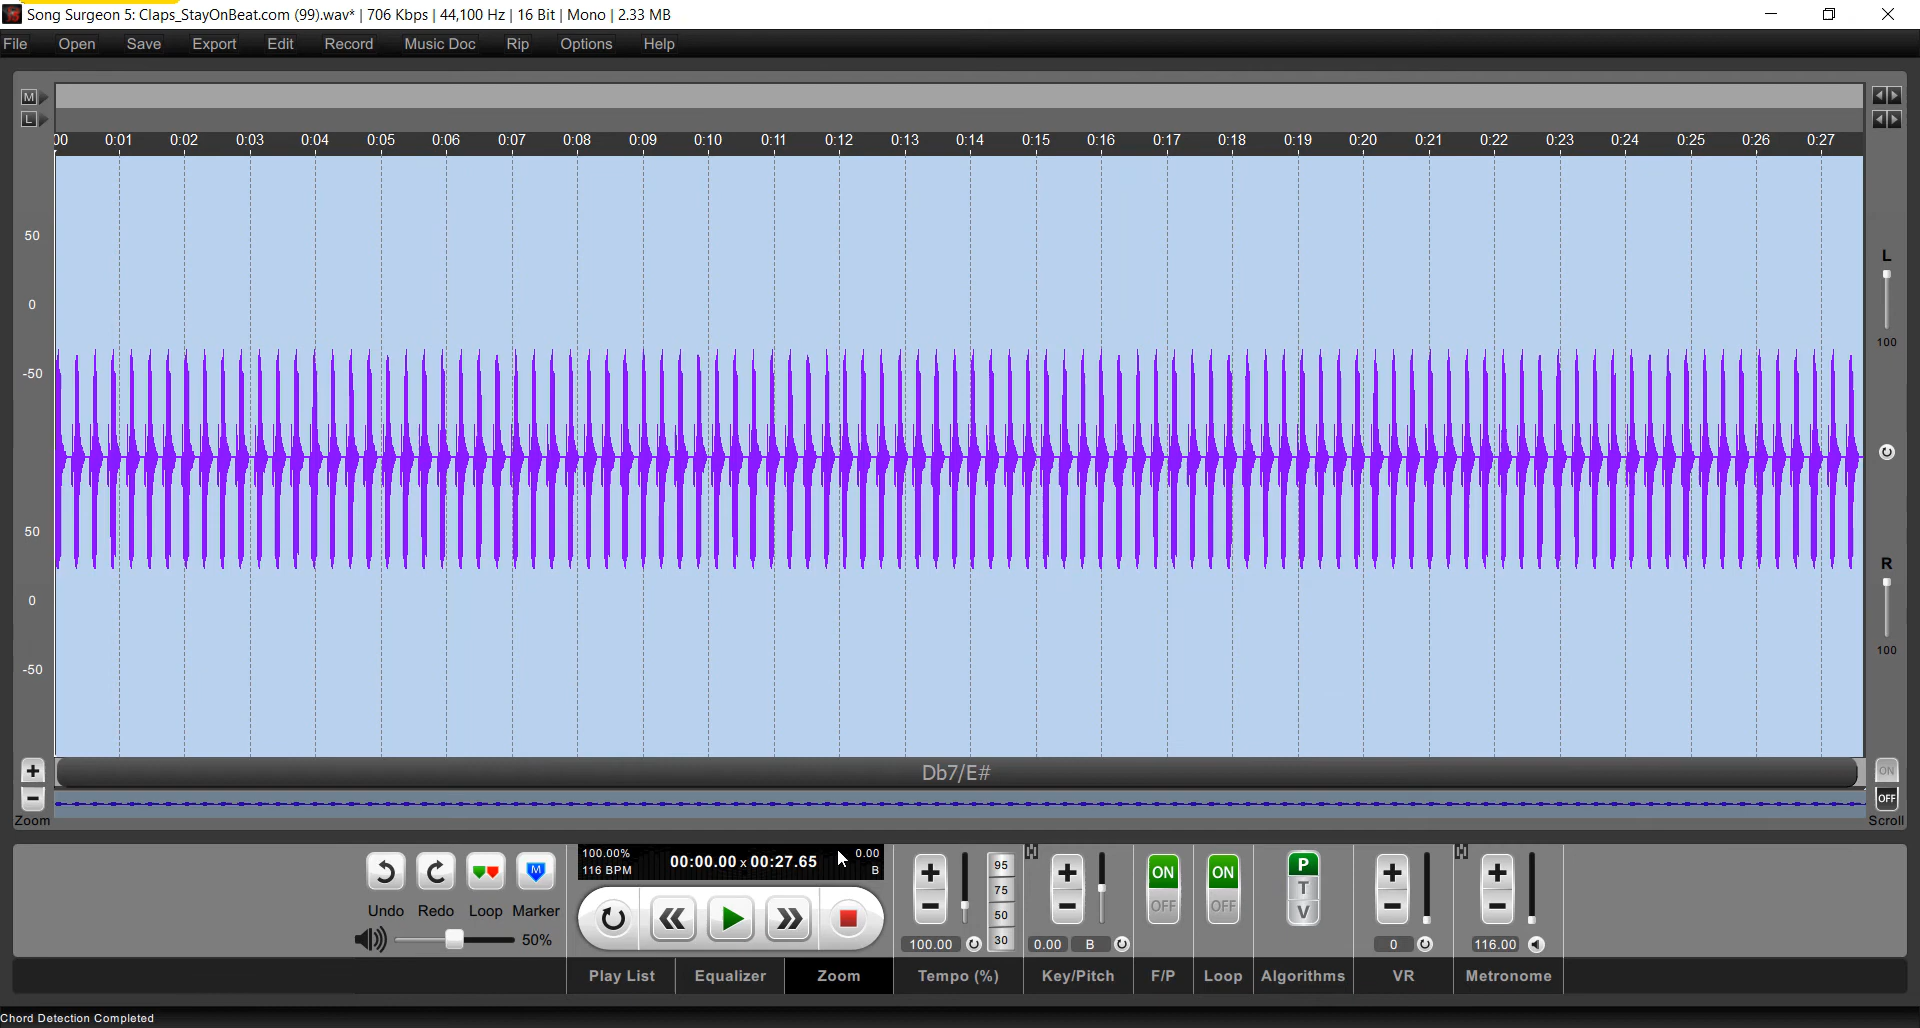 Song Surgeon 5: Claps_StayOnBeat.com (99).wav* | 706 Kbps | 44,100 Hz | 16 Bit | Mono | 2.33 MB
File Open Save Export Edit Record Music Doc Rip Options Help
M
L
00 0:01 0:02 0:03 0:04 0:05 0:06 0:07 0:08 0:09 0:10 0:11 0:12 0:13 0:14 0:15 0:16 0:17 0:18 0:19 0:20 0:21 0:22 0:23 0:24 0:25 0:26 0:27
50
0
-50
50
0
-50
L
100
R
100
Db7/E#
Zoom
ON
OFF
Scroll
Undo Redo Loop Marker
M
50%
100.00% 00:00.00 x 00:27.65 0.00
116 BPM B
95
75
50
30
100.00
0.00 B
ON
OFF
ON
OFF
P
T
V
0
116.00
Play List Equalizer Zoom Tempo (%) Key/Pitch F/P Loop Algorithms VR Metronome
Chord Detection Completed